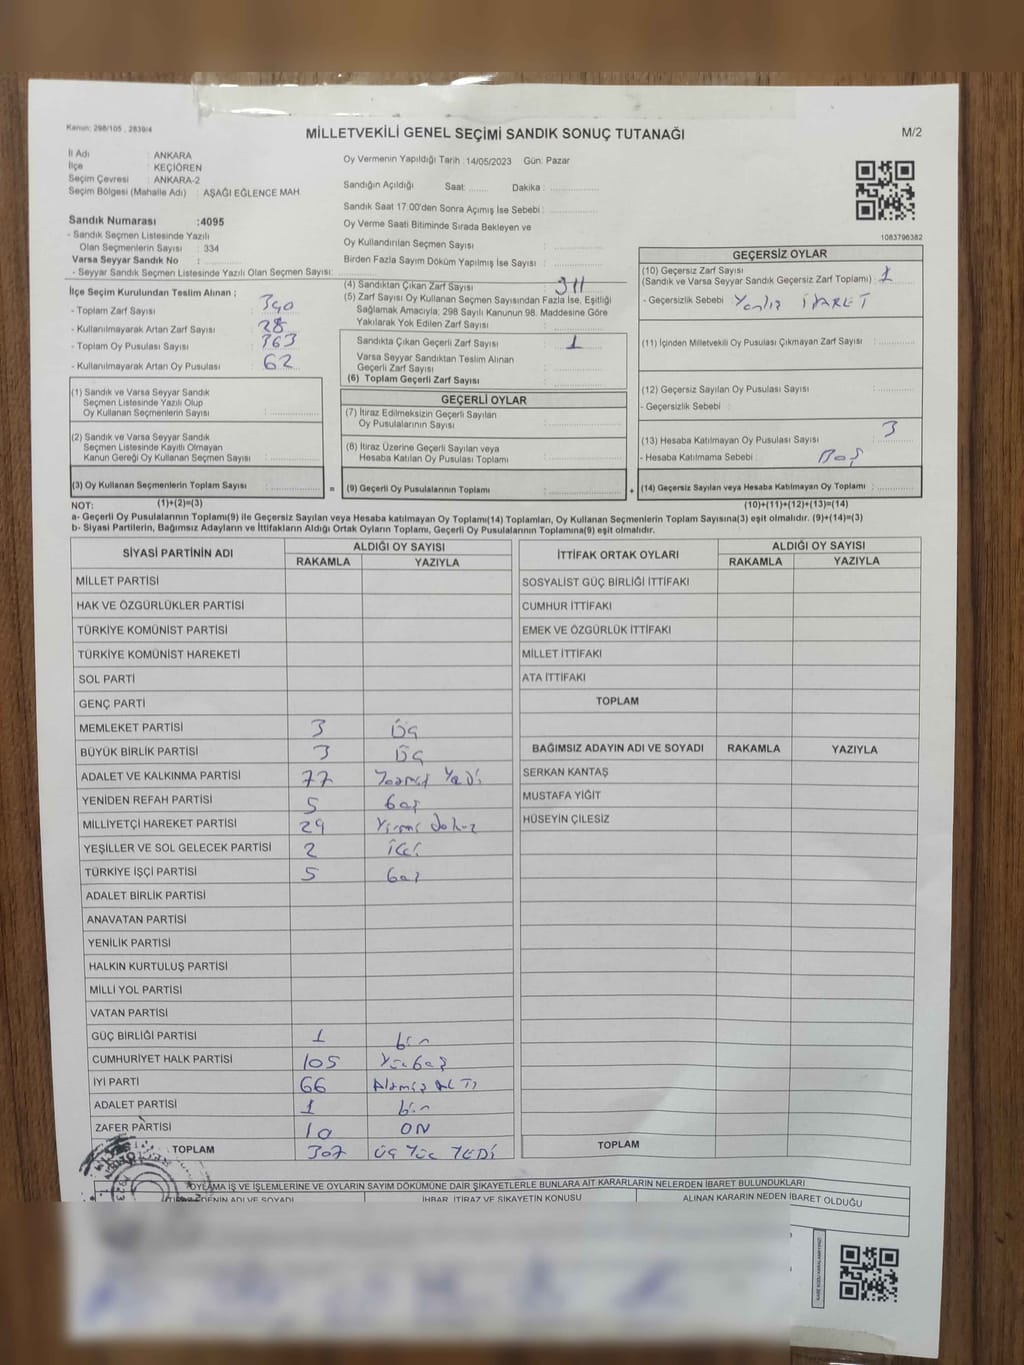 Kanun: 298/105 , 2839/4
MİLLETVEKİLİ GENEL SEÇİMİ SANDIK SONUÇ TUTANAĞI
M/2
İl Adı : ANKARA
İlçe : KEÇİÖREN
Seçim Çevresi : ANKARA-2
Seçim Bölgesi (Mahalle Adı) : AŞAĞI EĞLENCE MAH.
Sandık Numarası :4095
- Sandık Seçmen Listesinde Yazılı
Olan Seçmenlerin Sayısı : 334
Varsa Seyyar Sandık No :
- Seyyar Sandık Seçmen Listesinde Yazılı Olan Seçmen Sayısı:
Oy Vermenin Yapıldığı Tarih :14/05/2023 Gün: Pazar
Sandığın Açıldığı Saat: Dakika :
Sandık Saat 17:00'den Sonra Açımış İse Sebebi :
Oy Verme Saati Bitiminde Sırada Bekleyen ve
Oy Kullandırılan Seçmen Sayısı :
Birden Fazla Sayım Döküm Yapılmış İse Sayısı :
1083796382
İlçe Seçim Kurulundan Teslim Alınan ;
- Toplam Zarf Sayısı : 340
- Kullanılmayarak Artan Zarf Sayısı : 28
- Toplam Oy Pusulası Sayısı : 363
- Kullanılmayarak Artan Oy Pusulası : 62
(4) Sandıktan Çıkan Zarf Sayısı : 311
(5) Zarf Sayısı Oy Kullanan Seçmen Sayısından Fazla İse, Eşitliği
Sağlamak Amacıyla; 298 Sayılı Kanunun 98. Maddesine Göre
Yakılarak Yok Edilen Zarf Sayısı :
Sandıkta Çıkan Geçerli Zarf Sayısı : 1
Varsa Seyyar Sandıktan Teslim Alınan
Geçerli Zarf Sayısı :
(6) Toplam Geçerli Zarf Sayısı :
GEÇERSİZ OYLAR
(10) Geçersiz Zarf Sayısı
(Sandık ve Varsa Seyyar Sandık Geçersiz Zarf Toplamı) : 1
- Geçersizlik Sebebi : Yanlış İŞARET
(11) İçinden Milletvekili Oy Pusulası Çıkmayan Zarf Sayısı :
(12) Geçersiz Sayılan Oy Pusulası Sayısı :
- Geçersizlik Sebebi :
(13) Hesaba Katılmayan Oy Pusulası Sayısı : 3
- Hesaba Katılmama Sebebi : Boş
(14) Geçersiz Sayılan veya Hesaba Katılmayan Oy Toplamı :
(1) Sandık ve Varsa Seyyar Sandık
Seçmen Listesinde Yazılı Olup
Oy Kullanan Seçmenlerin Sayısı :
(2) Sandık ve Varsa Seyyar Sandık
Seçmen Listesinde Kayıtlı Olmayan
Kanun Gereği Oy Kullanan Seçmen Sayısı :
(3) Oy Kullanan Seçmenlerin Toplam Sayısı : =
GEÇERLİ OYLAR
(7) İtiraz Edilmeksizin Geçerli Sayılan
Oy Pusulalarının Sayısı :
(8) İtiraz Üzerine Geçerli Sayılan veya
Hesaba Katılan Oy Pusulası Toplamı :
(9) Geçerli Oy Pusulalarının Toplamı : +
NOT: (1)+(2)=(3) (10)+(11)+(12)+(13)=(14)
a- Geçerli Oy Pusulalarının Toplamı(9) ile Geçersiz Sayılan veya Hesaba katılmayan Oy Toplamı(14) Toplamları, Oy Kullanan Seçmenlerin Toplam Sayısına(3) eşit olmalıdır. (9)+(14)=(3)
b- Siyasi Partilerin, Bağımsız Adayların ve İttifakların Aldığı Ortak Oyların Toplamı, Geçerli Oy Pusulalarının Toplamına(9) eşit olmalıdır.
SİYASİ PARTİNİN ADI ALDIĞI OY SAYISI
RAKAMLA YAZIYLA
MİLLET PARTİSİ
HAK VE ÖZGÜRLÜKLER PARTİSİ
TÜRKİYE KOMÜNİST PARTİSİ
TÜRKİYE KOMÜNİST HAREKETİ
SOL PARTİ
GENÇ PARTİ
MEMLEKET PARTİSİ 3 Üç
BÜYÜK BİRLİK PARTİSİ 3 Üç
ADALET VE KALKINMA PARTİSİ 77 Yetmiş Yedi
YENİDEN REFAH PARTİSİ 5 beş
MİLLİYETÇİ HAREKET PARTİSİ 29 Yirmi dokuz
YEŞİLLER VE SOL GELECEK PARTİSİ 2 iki
TÜRKİYE İŞÇİ PARTİSİ 5 beş
ADALET BİRLİK PARTİSİ
ANAVATAN PARTİSİ
YENİLİK PARTİSİ
HALKIN KURTULUŞ PARTİSİ
MİLLİ YOL PARTİSİ
VATAN PARTİSİ
GÜÇ BİRLİĞİ PARTİSİ 1 bir
CUMHURİYET HALK PARTİSİ 105 Yüzbeş
İYİ PARTİ 66 Altmış ALTI
ADALET PARTİSİ 1 bir
ZAFER PARTİSİ 10 ON
TOPLAM 307 ÜÇ Yüz YEDİ
İTTİFAK ORTAK OYLARI ALDIĞI OY SAYISI
RAKAMLA YAZIYLA
SOSYALİST GÜÇ BİRLİĞİ İTTİFAKI
CUMHUR İTTİFAKI
EMEK VE ÖZGÜRLÜK İTTİFAKI
MİLLET İTTİFAKI
ATA İTTİFAKI
TOPLAM
BAĞIMSIZ ADAYIN ADI VE SOYADI RAKAMLA YAZIYLA
SERKAN KANTAŞ
MUSTAFA YİĞİT
HÜSEYİN ÇİLESİZ
TOPLAM
OYLAMA İŞ VE İŞLEMLERİNE VE OYLARIN SAYIM DÖKÜMÜNE DAİR ŞİKAYETLERLE BUNLARA AİT KARARLARIN NELERDEN İBARET BULUNDUKLARI
ADI VE SOYADI İHBAR, İTİRAZ VE ŞİKAYETİN KONUSU ALINAN KARARIN NEDEN İBARET OLDUĞU